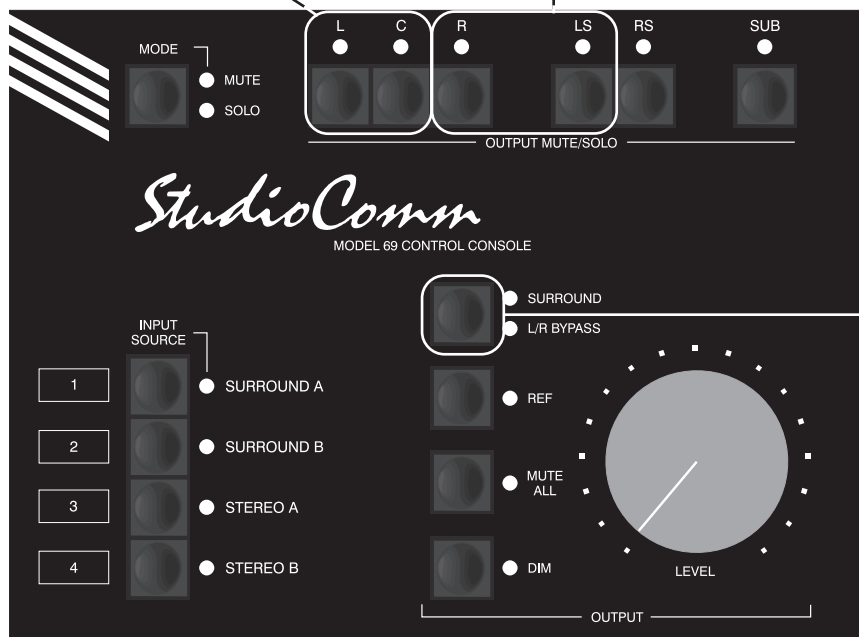 L C R LS RS SUB
MODE
MUTE
SOLO
OUTPUT MUTE/SOLO
StudioComm
MODEL 69 CONTROL CONSOLE
SURROUND
L/R BYPASS
INPUT
SOURCE
1 SURROUND A
REF
2 SURROUND B
MUTE
ALL
3 STEREO A
4 STEREO B
DIM
LEVEL
OUTPUT